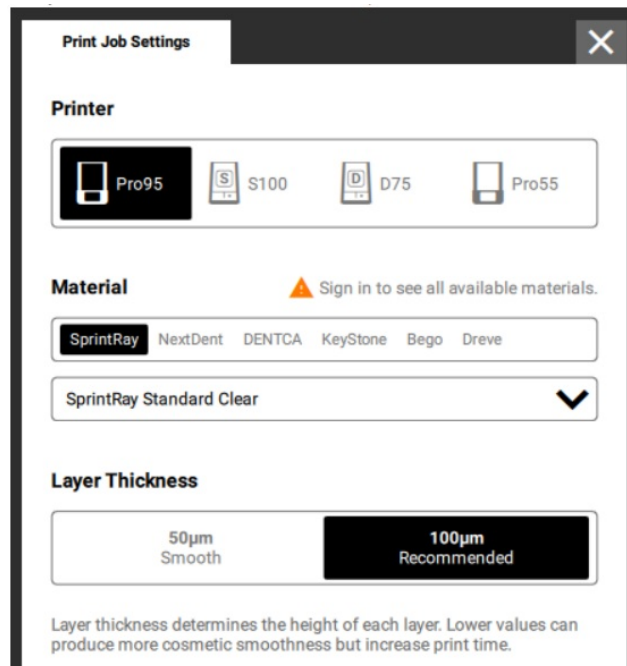 Print Job Settings
Printer
Pro95 S S100 D D75 Pro55
Material Sign in to see all available materials.
SprintRay NextDent DENTCA KeyStone Bego Dreve
SprintRay Standard Clear
Layer Thickness
50µm 100µm
Smooth Recommended
Layer thickness determines the height of each layer. Lower values can
produce more cosmetic smoothness but increase print time.